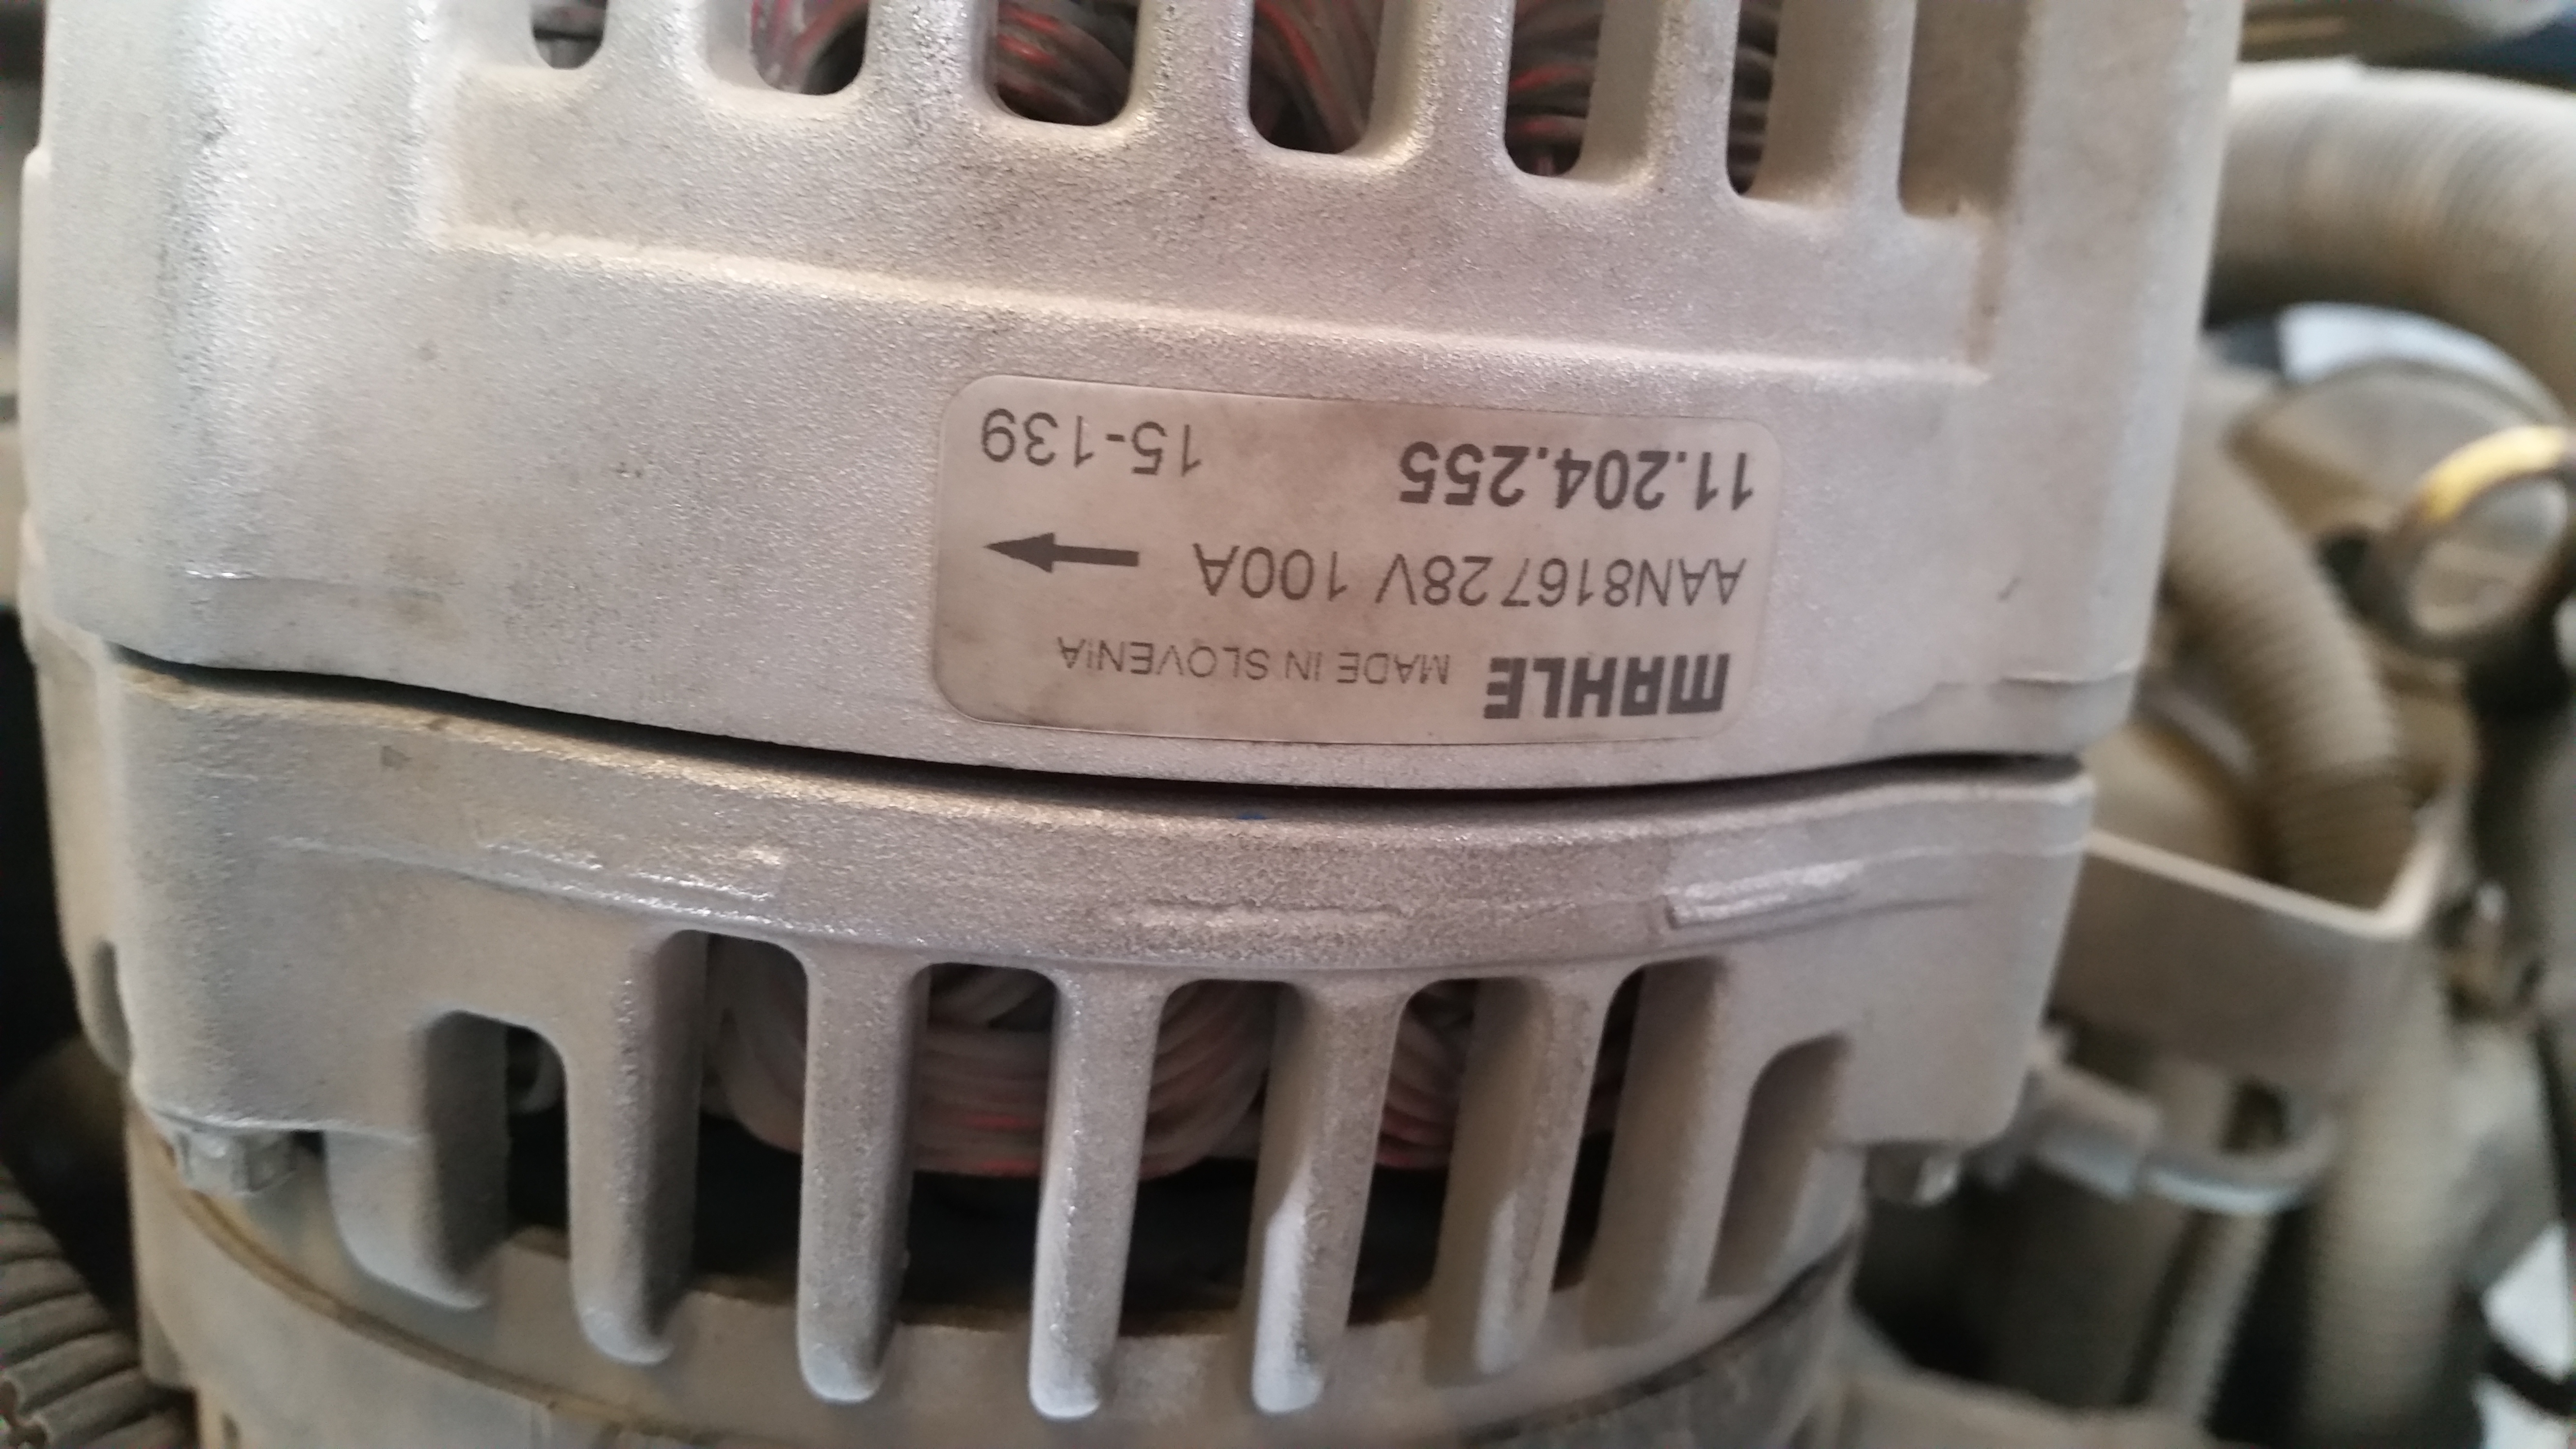 MAHLE MADE IN SLOVENIA
AAN8167 28V 100A
11.204.255 15-139